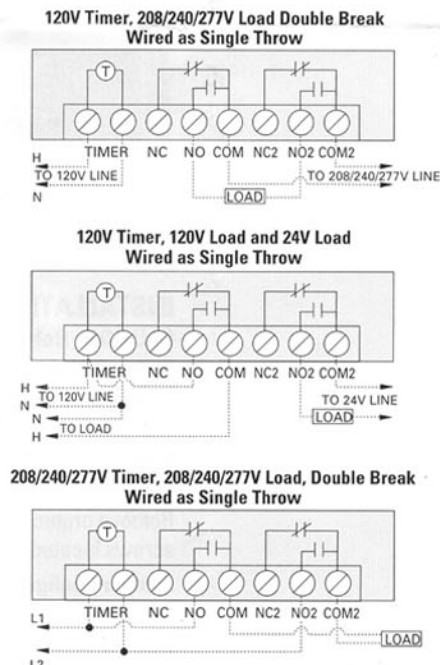 120V Timer, 208/240/277V Load Double Break
Wired as Single Throw
T
TIMER NC NO COM NC2 NO2 COM2
H
TO 120V LINE
TO 208/240/277V LINE
N
LOAD
120V Timer, 120V Load and 24V Load
Wired as Single Throw
T
TIMER NC NO COM NC2 NO2 COM2
H
TO 120V LINE
TO 24V LINE
N
LOAD
N
TO LOAD
H
208/240/277V Timer, 208/240/277V Load, Double Break
Wired as Single Throw
T
TIMER NC NO COM NC2 NO2 COM2
L1
LOAD
L2